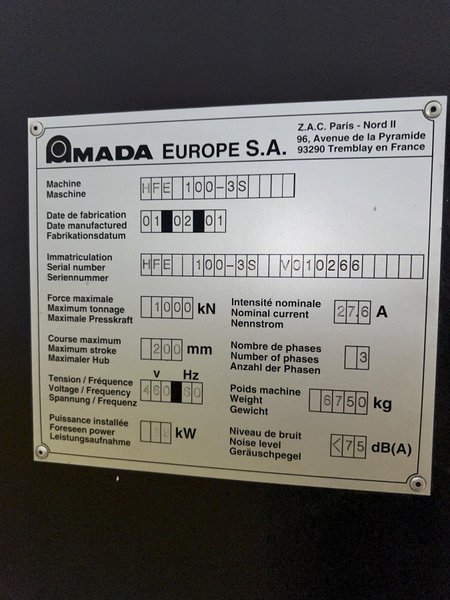 AMADA EUROPE S.A.
Z.A.C. Paris - Nord II
96, Avenue de la Pyramide
93290 Tremblay en France
Machine
Maschine
HFE 100-3S
Date de fabrication
Date manufactured
Fabrikationsdatum
01 02 01
Immatriculation
Serial number
Seriennummer
HFE 100-3S V010266
Force maximale
Maximum tonnage
Maximale Presskraft
1000 kN
Intensité nominale
Nominal current
Nennstrom
27.6 A
Course maximum
Maximum stroke
Maximaler Hub
200 mm
Nombre de phases
Number of phases
Anzahl der Phasen
3
Tension / Fréquence
Voltage / Frequency
Spannung / Frequenz
V Hz
460 60
Poids machine
Weight
Gewicht
6750 kg
Puissance installée
Foreseen power
Leistungsaufnahme
kW
Niveau de bruit
Noise level
Geräuschpegel
<75 dB(A)